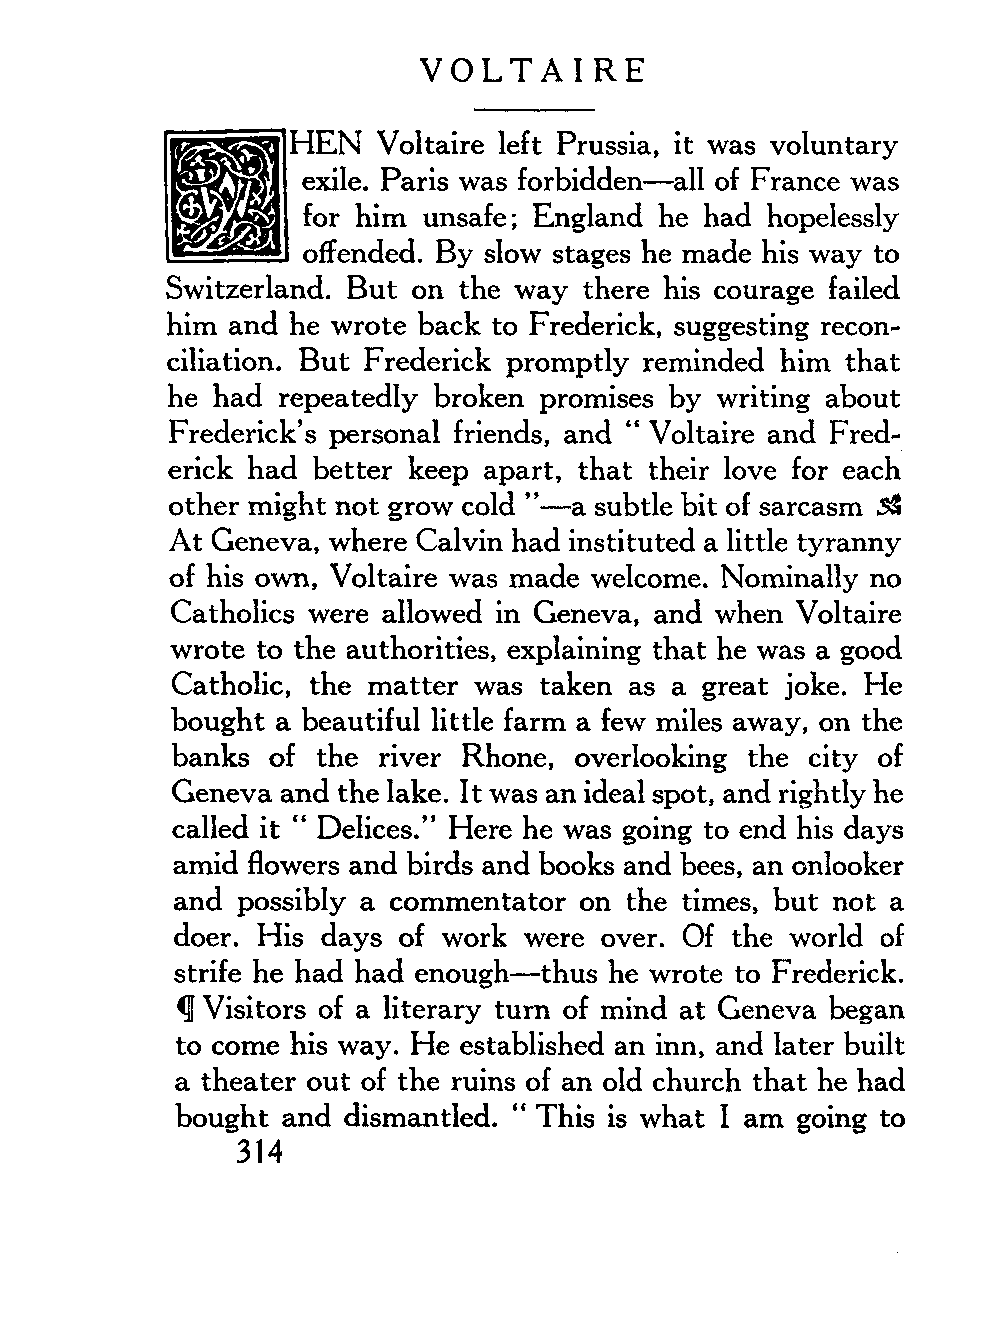 VOLTAIRE
WHEN Voltaire left Prussia, it was voluntary
exile. Paris was forbidden—all of France was
for him unsafe; England he had hopelessly
offended. By slow stages he made his way to
Switzerland. But on the way there his courage failed
him and he wrote back to Frederick, suggesting recon-
ciliation. But Frederick promptly reminded him that
he had repeatedly broken promises by writing about
Frederick's personal friends, and " Voltaire and Fred-
erick had better keep apart, that their love for each
other might not grow cold "—a subtle bit of sarcasm
At Geneva, where Calvin had instituted a little tyranny
of his own, Voltaire was made welcome. Nominally no
Catholics were allowed in Geneva, and when Voltaire
wrote to the authorities, explaining that he was a good
Catholic, the matter was taken as a great joke. He
bought a beautiful little farm a few miles away, on the
banks of the river Rhone, overlooking the city of
Geneva and the lake. It was an ideal spot, and rightly he
called it " Delices." Here he was going to end his days
amid flowers and birds and books and bees, an onlooker
and possibly a commentator on the times, but not a
doer. His days of work were over. Of the world of
strife he had had enough—thus he wrote to Frederick.
¶ Visitors of a literary turn of mind at Geneva began
to come his way. He established an inn, and later built
a theater out of the ruins of an old church that he had
bought and dismantled. " This is what I am going to
314